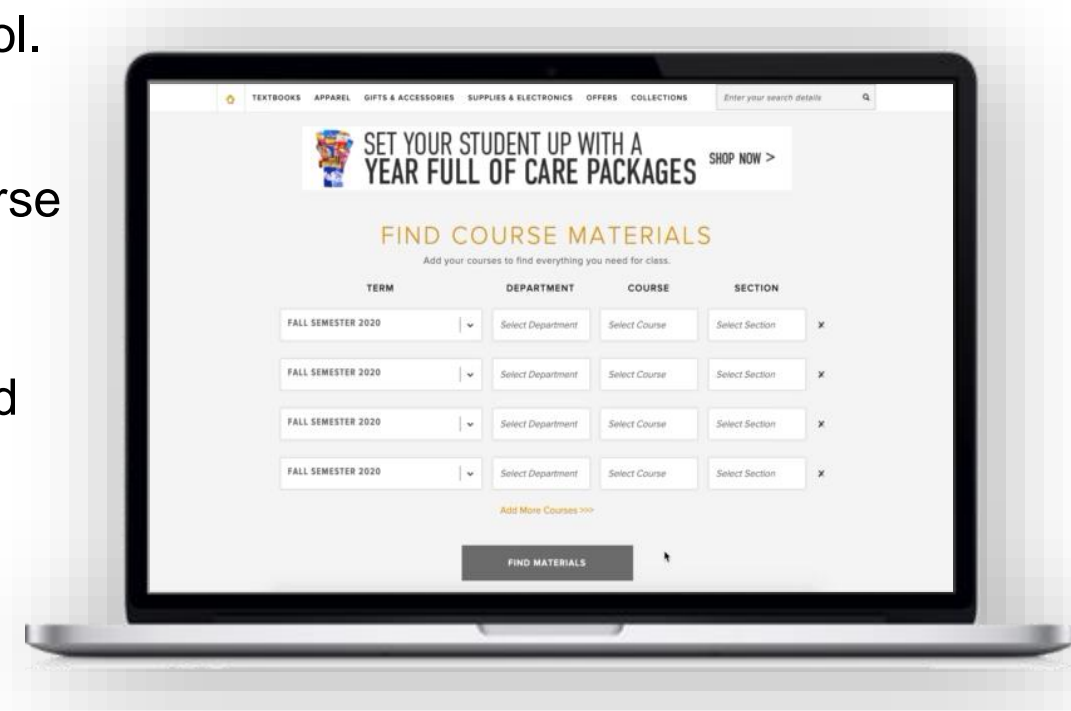 ol.
rse
d
TEXTBOOKS APPAREL GIFTS & ACCESSORIES SUPPLIES & ELECTRONICS OFFERS COLLECTIONS Enter your search details
SET YOUR STUDENT UP WITH A
YEAR FULL OF CARE PACKAGES
SHOP NOW >
FIND COURSE MATERIALS
Add your courses to find everything you need for class.
TERM DEPARTMENT COURSE SECTION
FALL SEMESTER 2020 Select Department Select Course Select Section x
FALL SEMESTER 2020 Select Department Select Course Select Section x
FALL SEMESTER 2020 Select Department Select Course Select Section x
FALL SEMESTER 2020 Select Department Select Course Select Section x
Add More Courses >>>
FIND MATERIALS